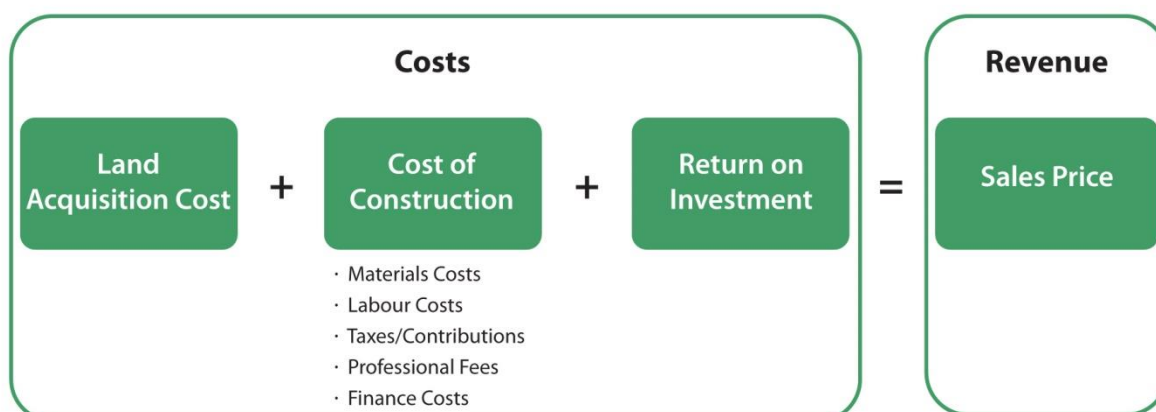 Costs
Land
Acquisition Cost
+
Cost of
Construction
+
Return on
Investment
=
Revenue
Sales Price
· Materials Costs
· Labour Costs
· Taxes/Contributions
· Professional Fees
· Finance Costs